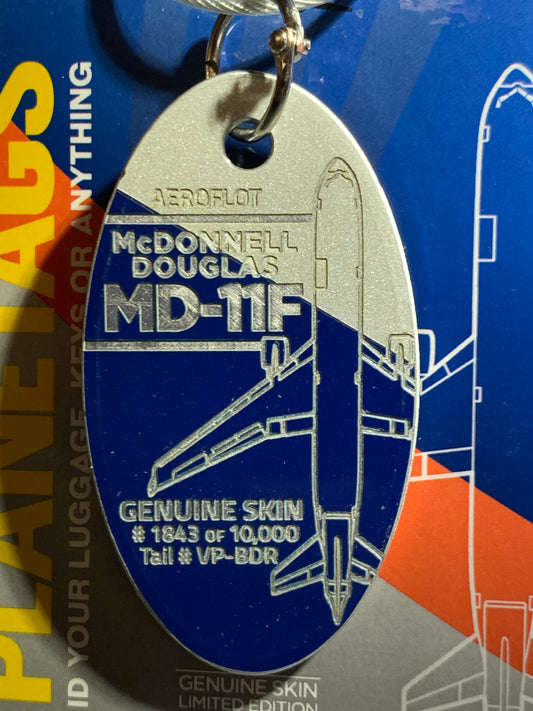 AEROFLOT
McDONNELL
DOUGLAS
MD-11F
GENUINE SKIN
# 1843 OF 10,000
Tail # VP-BDR
PLANETAGS
ID YOUR LUGGAGE, KEYS OR ANYTHING
GENUINE SKIN
LIMITED EDITION